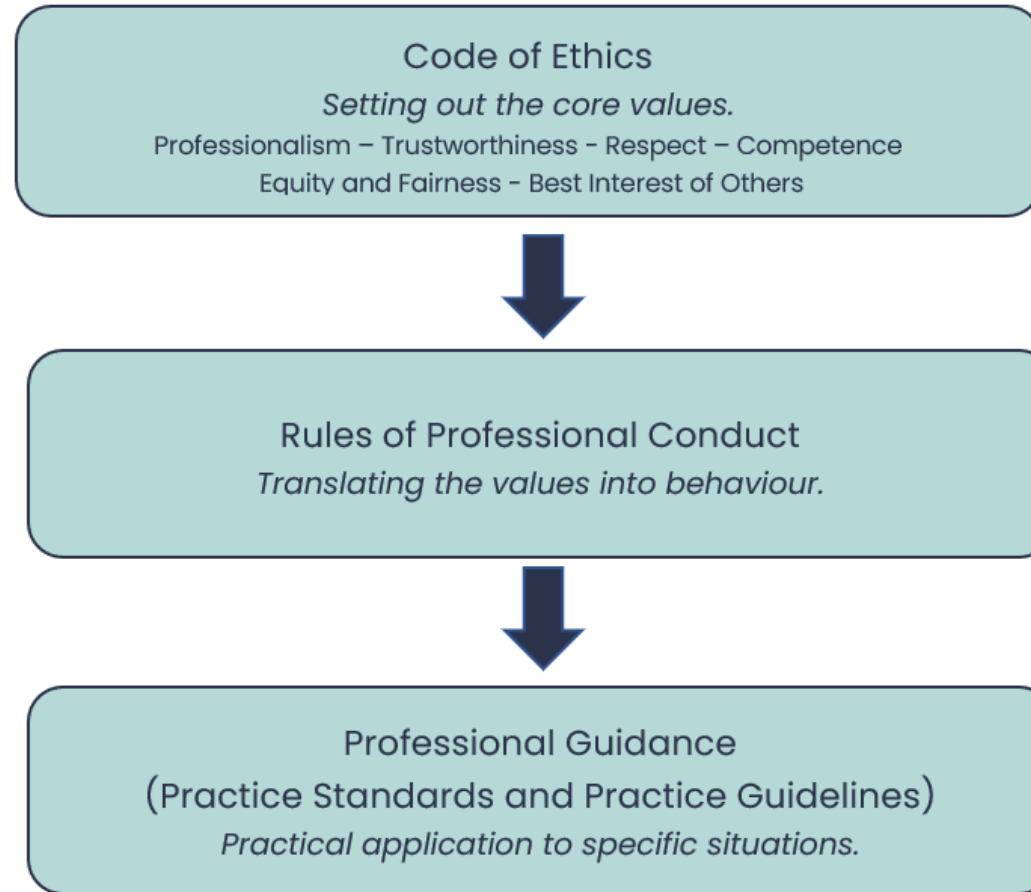 Code of Ethics
Setting out the core values.
Professionalism – Trustworthiness - Respect – Competence
Equity and Fairness - Best Interest of Others
Rules of Professional Conduct
Translating the values into behaviour.
Professional Guidance
(Practice Standards and Practice Guidelines)
Practical application to specific situations.